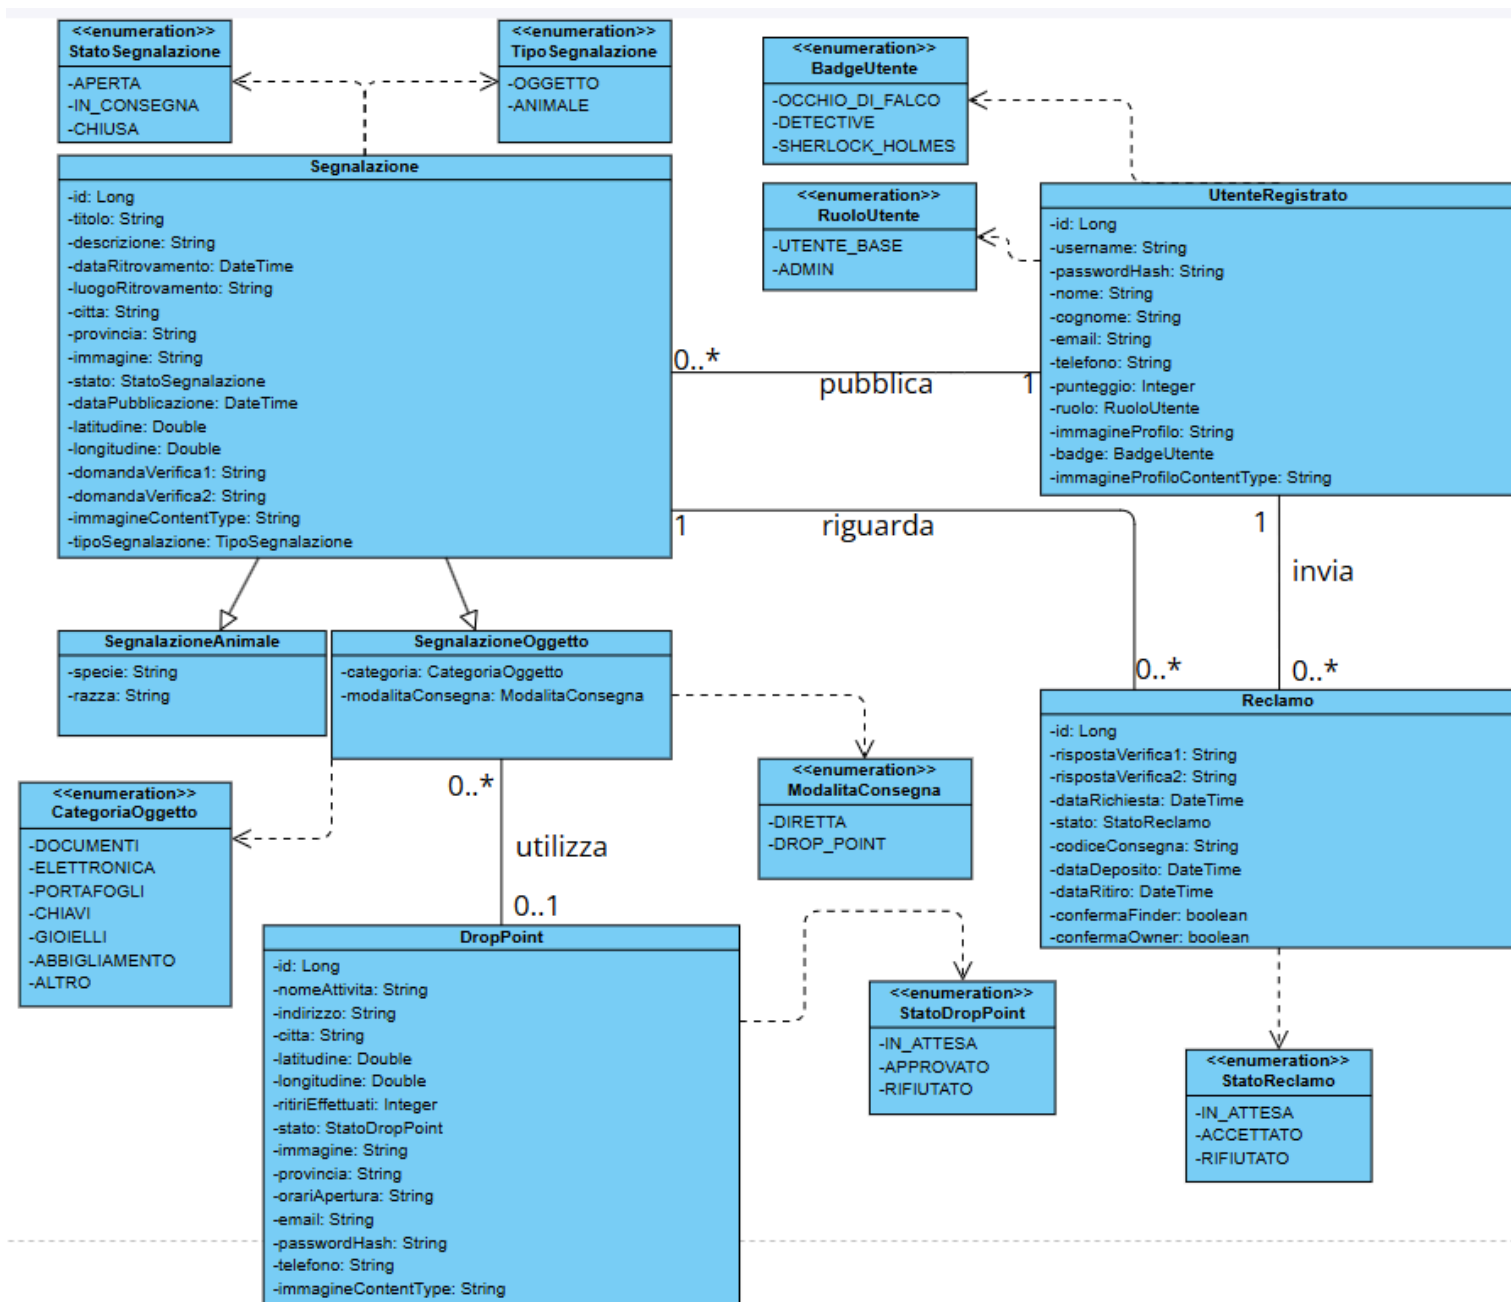 <<enumeration>>
StatoSegnalazione
-APERTA
-IN_CONSEGNA
-CHIUSA
<<enumeration>>
TipoSegnalazione
-OGGETTO
-ANIMALE
<<enumeration>>
BadgeUtente
-OCCHIO_DI_FALCO
-DETECTIVE
-SHERLOCK_HOLMES
<<enumeration>>
RuoloUtente
-UTENTE_BASE
-ADMIN
Segnalazione
-id: Long
-titolo: String
-descrizione: String
-dataRitrovamento: DateTime
-luogoRitrovamento: String
-citta: String
-provincia: String
-immagine: String
-stato: StatoSegnalazione
-dataPubblicazione: DateTime
-latitudine: Double
-longitudine: Double
-domandaVerifica1: String
-domandaVerifica2: String
-immagineContentType: String
-tipoSegnalazione: TipoSegnalazione
UtenteRegistrato
-id: Long
-username: String
-passwordHash: String
-nome: String
-cognome: String
-email: String
-telefono: String
-punteggio: Integer
-ruolo: RuoloUtente
-immagineProfilo: String
-badge: BadgeUtente
-immagineProfiloContentType: String
0..*
pubblica
1
1
riguarda
0..*
1
invia
0..*
SegnalazioneAnimale
-specie: String
-razza: String
SegnalazioneOggetto
-categoria: CategoriaOggetto
-modalitaConsegna: ModalitaConsegna
Reclamo
-id: Long
-rispostaVerifica1: String
-rispostaVerifica2: String
-dataRichiesta: DateTime
-stato: StatoReclamo
-codiceConsegna: String
-dataDeposito: DateTime
-dataRitiro: DateTime
-confermaFinder: boolean
-confermaOwner: boolean
<<enumeration>>
CategoriaOggetto
-DOCUMENTI
-ELETTRONICA
-PORTAFOGLI
-CHIAVI
-GIOIELLI
-ABBIGLIAMENTO
-ALTRO
0..*
utilizza
0..1
<<enumeration>>
ModalitaConsegna
-DIRETTA
-DROP_POINT
DropPoint
-id: Long
-nomeAttivita: String
-indirizzo: String
-citta: String
-latitudine: Double
-longitudine: Double
-ritiriEffettuati: Integer
-stato: StatoDropPoint
-immagine: String
-provincia: String
-orariApertura: String
-email: String
-passwordHash: String
-telefono: String
-immagineContentType: String
<<enumeration>>
StatoDropPoint
-IN_ATTESA
-APPROVATO
-RIFIUTATO
<<enumeration>>
StatoReclamo
-IN_ATTESA
-ACCETTATO
-RIFIUTATO